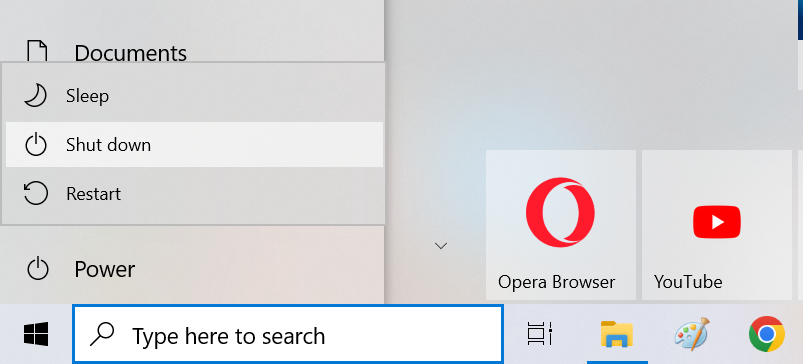 Documents
Sleep
Shut down
Restart
Opera Browser
YouTube
Power
Type here to search